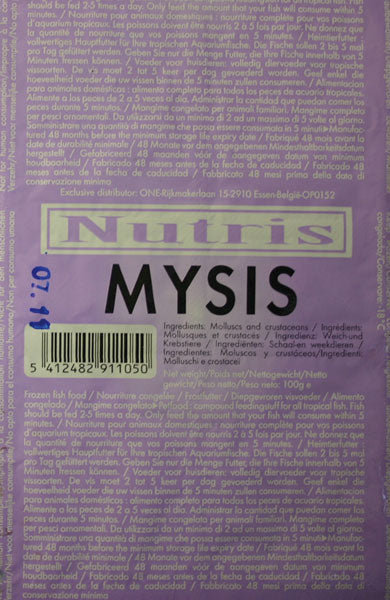 should be fed 2-5 times a day. Only feed the amount that your fish will consume within 5
minutes. / Nourriture pour animaux domestiques : nourriture complète pour vos poissons
d'aquarium tropicaux. Les poissons doivent être nourris 2 à 5 fois par jour. Ne donnez que
la quantité de nourriture que vos poissons mangent en 5 minutes. / Heimtierfutter :
vollwertiges Hauptfutter für Ihre tropischen Aquariumfische. Die Fische sollen 2 bis 5 mal
pro Tag gefüttert werden. Geben Sie nur die Menge Futter, die Ihre Fische innerhalb von 5
Minuten fressen können. / Voeder voor huisdieren: volledig diervoeder voor tropische
vissoorten. De vis moet 2 tot 5 keer per dag gevoederd worden. Geef enkel die
hoeveelheid voeder die uw vissen binnen de 5 minuten zullen consumeren. / Alimentacion
para animales domésticos : alimento completo para todos los peces de acuario tropicales.
Alimente a los peces de 2 a 5 veces al día. Administrar la cantidad que puedan comer los
peces durante 5 minutos. / Mangime congelato per animali familiari. Mangime completo
per pesci ornamentali. Da utilizzarsi da un minimo di 2 ad un massimo di 5 volte al giorno.
Somministrare una quantità di mangime che possa essere consumata in 5 minuti Manufac-
tured 48 months before the minimum storage life expiry date / Fabriqué 48 mois avant la
date de durabilité minimale / 48 Monate vor dem angegebenen Mindesthaltbarkeitsdatum
hergestellt / Gefabriceerd 48 maanden vóór de aangegeven datum van minimum
houdbaarheid / Fabricada 48 meses antes de la fecha de caducidad / Fabricada 48
meses antes de la fecha de caducidad / Fabbricato 48 mesi prima della data di
conservazione minima
Exclusive distributor: ONE-Rijkmakerlaan 15-2910 Essen-België-OP0152
Nutris
MYSIS
07.11
5 412482 911050
Ingredients: Molluscs and crustaceans / Ingrédients:
Mollusques et crustacés / Ingredienz: Weich-und
Krebstiere / Ingredienten: Schaal-en weekdieren /
Ingredientes: Moluscos y crustáceos/Ingredienti:
Molluschi e crostacei
Net weight/Poids net/Nettogewicht/Netto
gewicht/Peso netto/Peso neto: 100g e
Frozen fish food / Nourriture congelée / Frostfutter / Diepgevroren visvoeder / Alimento
congelado / Mangime congelato. Pet compound feedingstuff for all tropical fish. Fish
should be fed 2-5 times a day. Only feed the amount that your fish will consume within 5
minutes. / Nourriture pour animaux domestiques : nourriture complète pour vos poissons
d'aquarium tropicaux. Les poissons doivent être nourris 2 à 5 fois par jour. Ne donnez que
la quantité de nourriture que vos poissons mangent en 5 minutes. / Heimtierfutter :
vollwertiges Hauptfutter für Ihre tropischen Aquariumfische. Die Fische sollen 2 bis 5 mal
pro Tag gefüttert werden. Geben Sie nur die Menge Futter, die Ihre Fische innerhalb von 5
Minuten fressen können. / Voeder voor huisdieren: volledig diervoeder voor tropische
vissoorten. De vis moet 2 tot 5 keer per dag gevoederd worden. Geef enkel die
hoeveelheid voeder die uw vissen binnen de 5 minuten zullen consumeren. / Alimentacion
para animales domésticos : alimento completo para todos los peces de acuario tropicales.
Alimente a los peces de 2 a 5 veces al día. Administrar la cantidad que puedan comer los
peces durante 5 minutos. / Mangime congelato per animali familiari. Mangime completo
per pesci ornamentali. Da utilizzarsi da un minimo di 2 ad un massimo di 5 volte al giorno.
Somministrare una quantità di mangime che possa essere consumata in 5 minuti Manufac-
tured 48 months before the minimum storage life expiry date / Fabriqué 48 mois avant la
date de durabilité minimale / 48 Monate vor dem angegebenen Mindesthaltbarkeitsdatum
hergestellt / Gefabriceerd 48 maanden vóór de aangegeven datum van minimum
houdbaarheid / Fabricada 48 meses antes de la fecha de caducidad / Fabricada 48
meses antes de la fecha de caducidad / Fabbricato 48 mesi prima della data di
conservazione minima